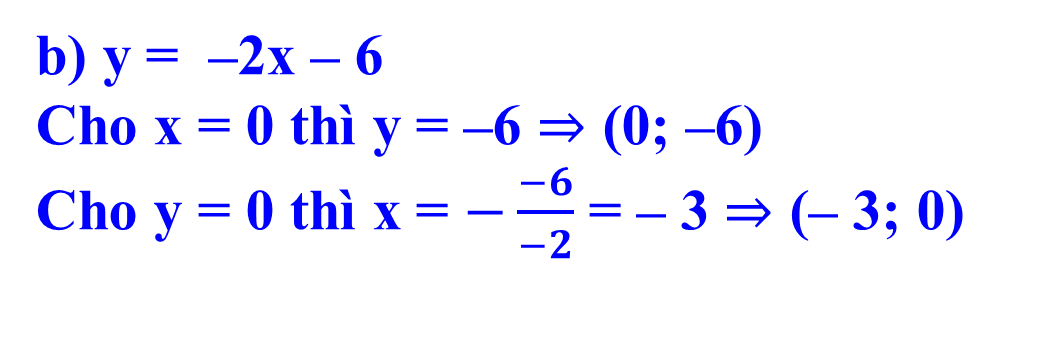 b) y = –2x – 6
Cho x = 0 thì y = –6 ⇒ (0; –6)
Cho y = 0 thì x = − −6/−2 = – 3 ⇒ (– 3; 0)